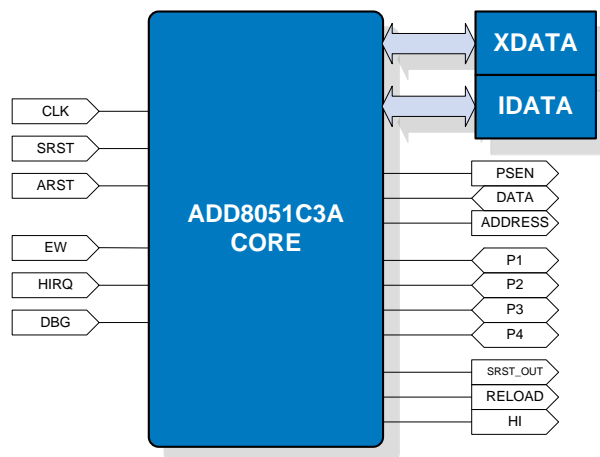 XDATA
IDATA
CLK
SRST
ARST
EW
HIRQ
DBG
ADD8051C3A
CORE
PSEN
DATA
ADDRESS
P1
P2
P3
P4
SRST_OUT
RELOAD
HI